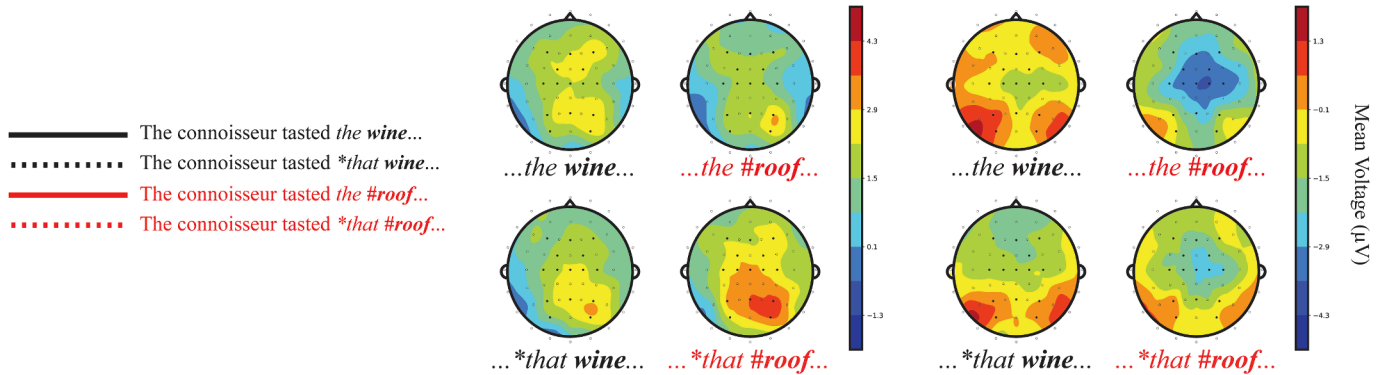 The connoisseur tasted the wine...
The connoisseur tasted *that wine...
The connoisseur tasted the #roof...
The connoisseur tasted *that #roof...
...the wine...
...the #roof...
...*that wine...
...*that #roof...
4.3
2.9
1.5
0.1
−1.3
...the wine...
...the #roof...
...*that wine...
...*that #roof...
1.3
−0.1
−1.5
−2.9
−4.3
Mean Voltage (µV)